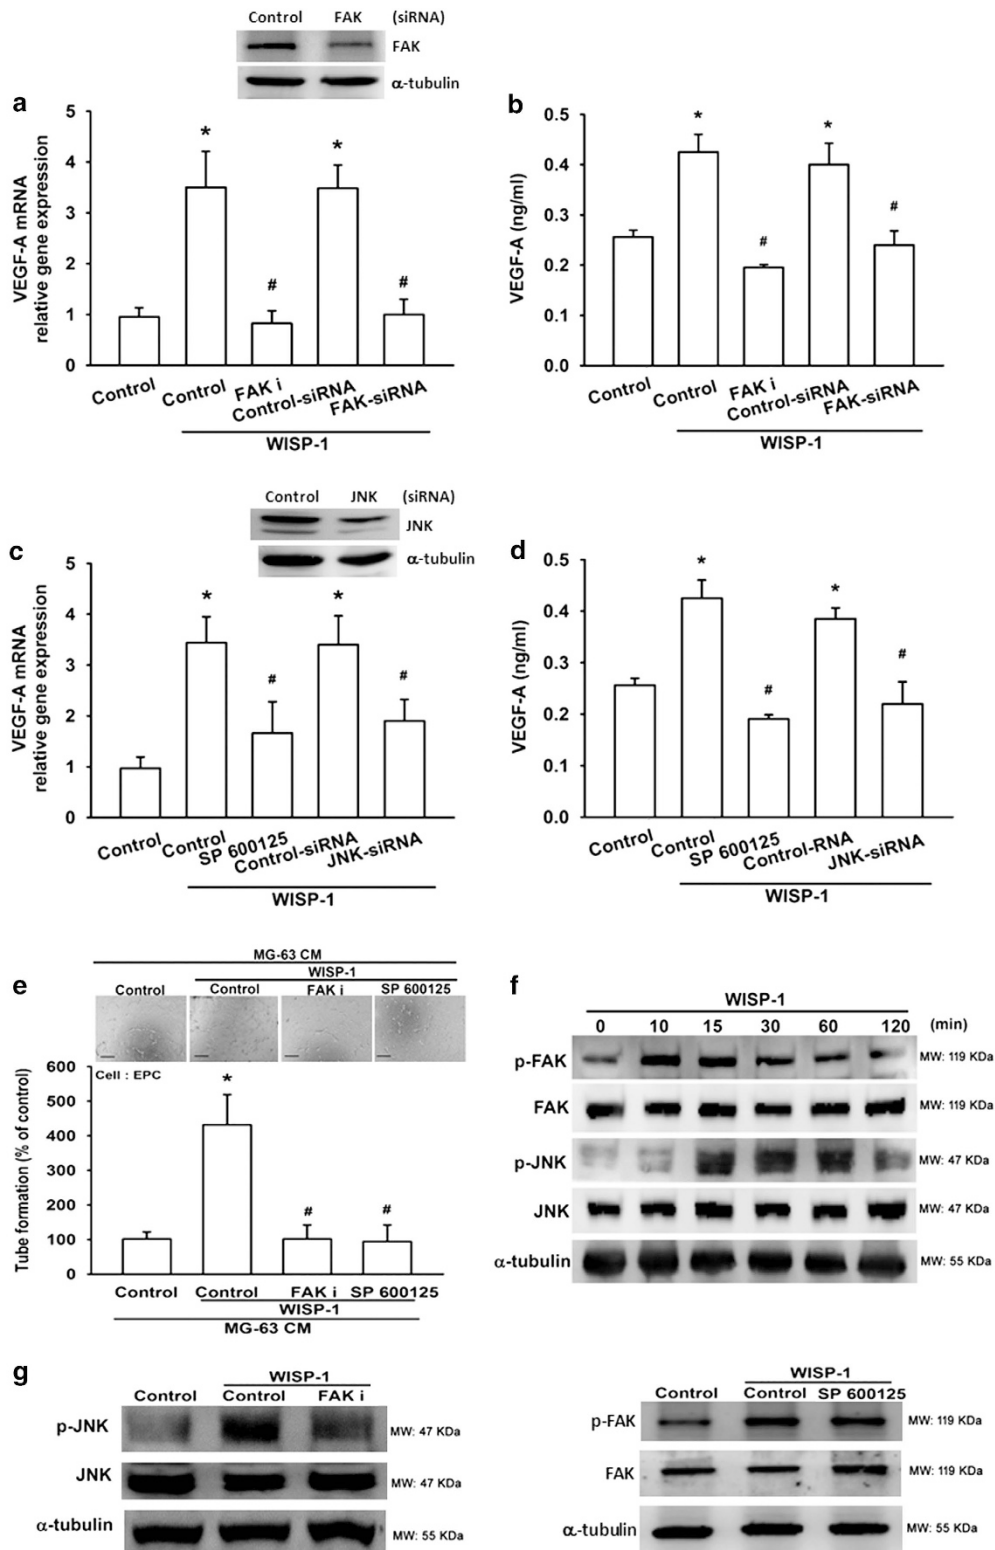 Control FAK (siRNA)
FAK
α-tubulin
a
VEGF-A mRNA
relative gene expression
5
4
3
2
1
0
*
*
#
#
Control
Control
FAK i
Control-siRNA
FAK-siRNA
WISP-1
b
VEGF-A (ng/ml)
0.5
0.4
0.3
0.2
0.1
0.0
*
*
#
#
Control
Control
FAK i
Control-siRNA
FAK-siRNA
WISP-1
Control JNK (siRNA)
JNK
α-tubulin
c
VEGF-A mRNA
relative gene expression
5
4
3
2
1
0
*
*
#
#
Control
Control
SP 600125
Control-siRNA
JNK-siRNA
WISP-1
d
VEGF-A (ng/ml)
0.5
0.4
0.3
0.2
0.1
0.0
*
*
#
#
Control
Control
SP 600125
Control-RNA
JNK-siRNA
WISP-1
e
MG-63 CM
WISP-1
Control Control FAK i SP 600125
Cell : EPC
Tube formation (% of control)
600
500
400
300
200
100
0
*
#
#
Control Control FAK i SP 600125
WISP-1
MG-63 CM
f
WISP-1
0 10 15 30 60 120 (min)
p-FAK MW: 119 KDa
FAK MW: 119 KDa
p-JNK MW: 47 KDa
JNK MW: 47 KDa
α-tubulin MW: 55 KDa
g
WISP-1
Control Control FAK i
p-JNK MW: 47 KDa
JNK MW: 47 KDa
α-tubulin MW: 55 KDa
WISP-1
Control Control SP 600125
p-FAK MW: 119 KDa
FAK MW: 119 KDa
α-tubulin MW: 55 KDa